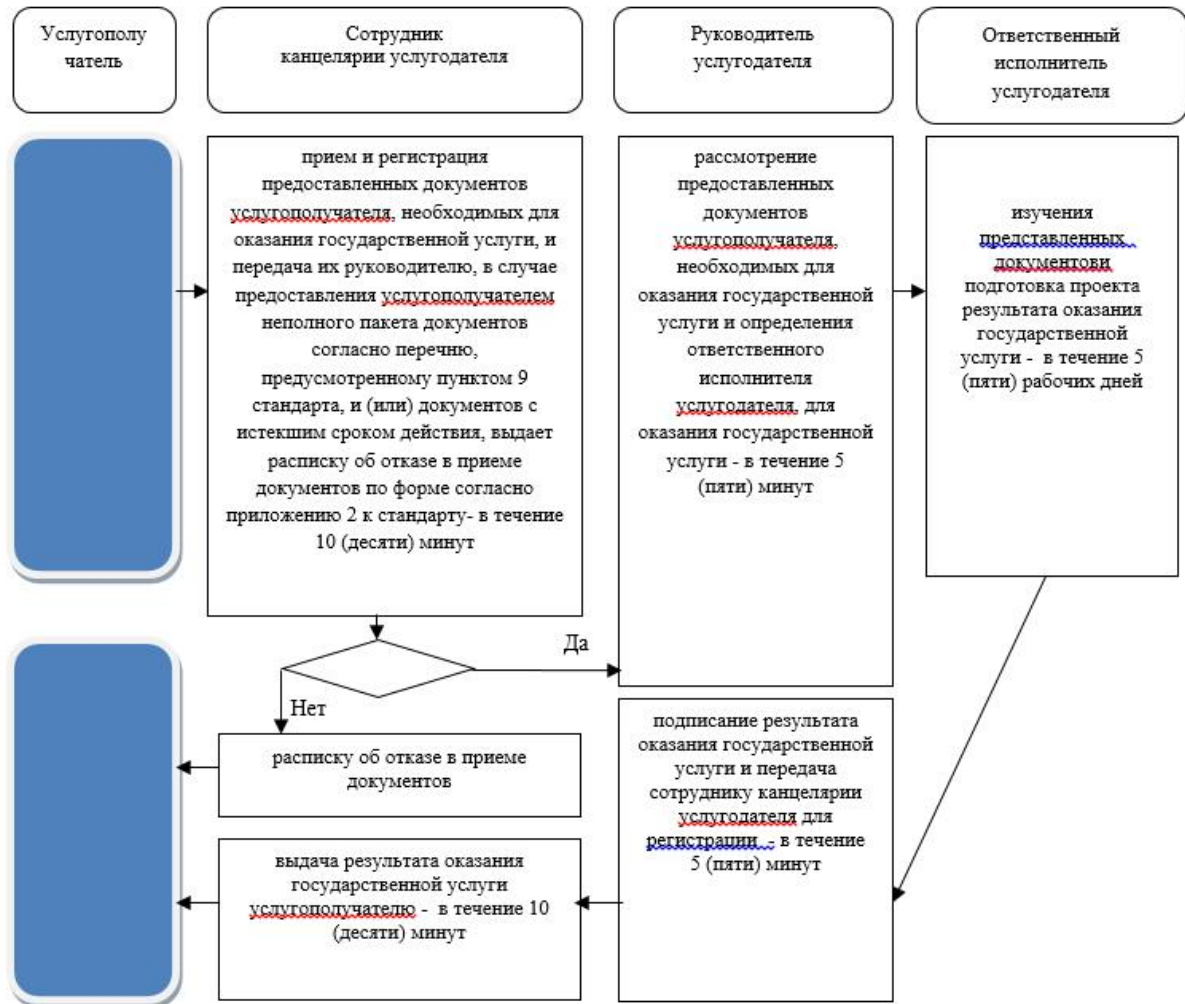 Услугополу
чатель
Сотрудник
канцелярии услугодателя
Руководитель
услугодателя
Ответственный
исполнитель
услугодателя
прием и регистрация
предоставленных документов
услугополучателя, необходимых для
оказания государственной услуги, и
передача их руководителю, в случае
предоставления услугополучателем
неполного пакета документов
согласно перечню,
предусмотренному пунктом 9
стандарта, и (или) документов с
истекшим сроком действия, выдает
расписку об отказе в приеме
документов по форме согласно
приложению 2 к стандарту- в течение
10 (десяти) минут
рассмотрение
предоставленных
документов
услугополучателя,
необходимых для
оказания государственной
услуги и определения
ответственного
исполнителя
услугодателя, для
оказания государственной
услуги - в течение 5
(пяти) минут
изучения
представленных
документови
подготовка проекта
результата оказания
государственной
услуги - в течение 5
(пяти) рабочих дней
Да
Нет
расписку об отказе в приеме
документов
подписание результата
оказания государственной
услуги и передача
сотруднику канцелярии
услугодателя для
регистрации - в течение
5 (пяти) минут
выдача результата оказания
государственной услуги
услугополучателю - в течение 10
(десяти) минут